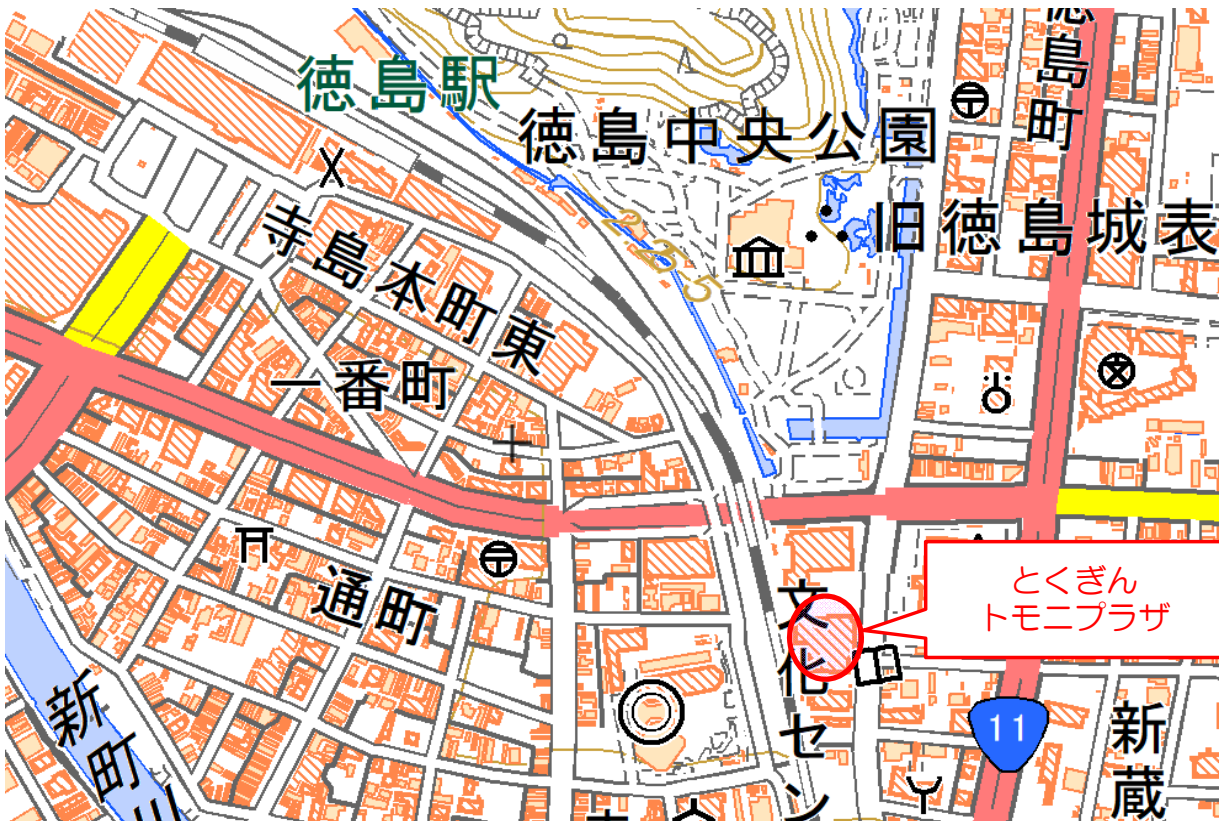 徳島駅
徳島町
徳島中央公園
旧徳島城表
寺島本町東
2.25
一番町
通町
とくぎん
トモニプラザ
文化セン
新町川
11
新蔵